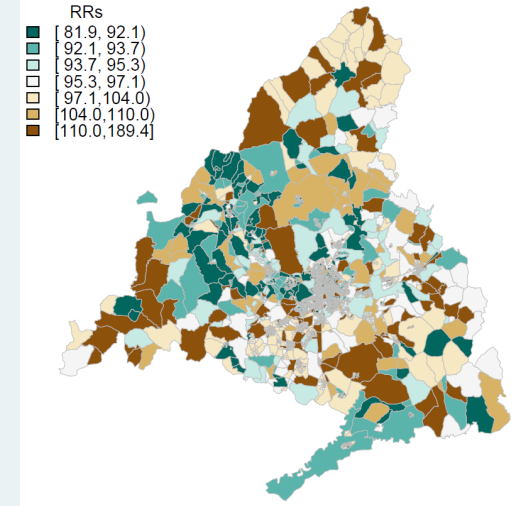 RRs
[ 81.9, 92.1)
[ 92.1, 93.7)
[ 93.7, 95.3)
[ 95.3, 97.1)
[ 97.1,104.0)
[104.0,110.0)
[110.0,189.4]